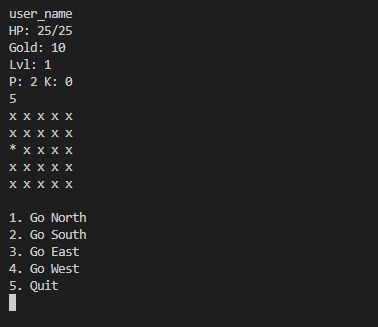 user_name
HP: 25/25
Gold: 10
Lvl: 1
P: 2 K: 0
5
x x x x x
x x x x x
* x x x x
x x x x x
x x x x x
1. Go North
2. Go South
3. Go East
4. Go West
5. Quit